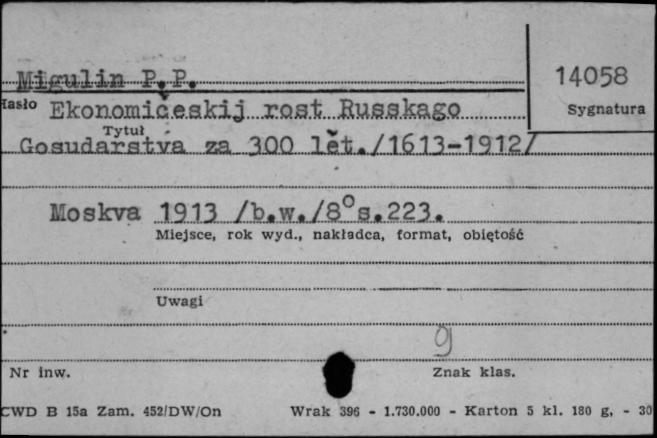 Migulin P.P.
14058
Hasło Ekonomičeskij rost Russkago
Sygnatura
Tytuł
Gosudarstva za 300 lět./1613-1912/
Moskva 1913 /b.w./8° s.223.
Miejsce, rok wyd., nakładca, format, objętość
Uwagi
9
Nr inw.
Znak klas.
CWD B 15a Zam. 452/DW/On Wrak 396 - 1.730.000 - Karton 5 kl. 180 g, - 30